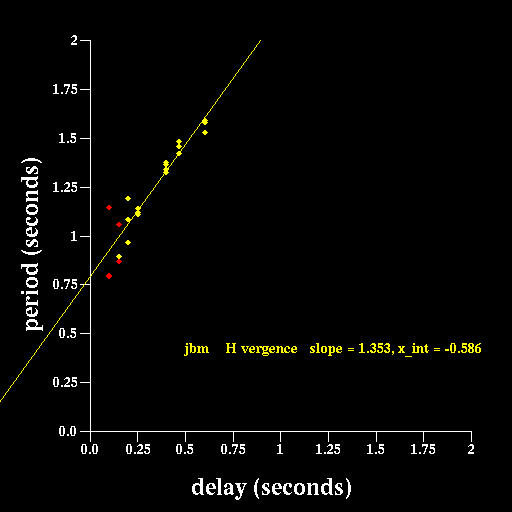 2
1.75
1.5
1.25
1
0.75
0.5
0.25
0.0
period (seconds)
jbm H vergence slope = 1.353, x_int = -0.586
0.0 0.25 0.5 0.75 1 1.25 1.5 1.75 2
delay (seconds)